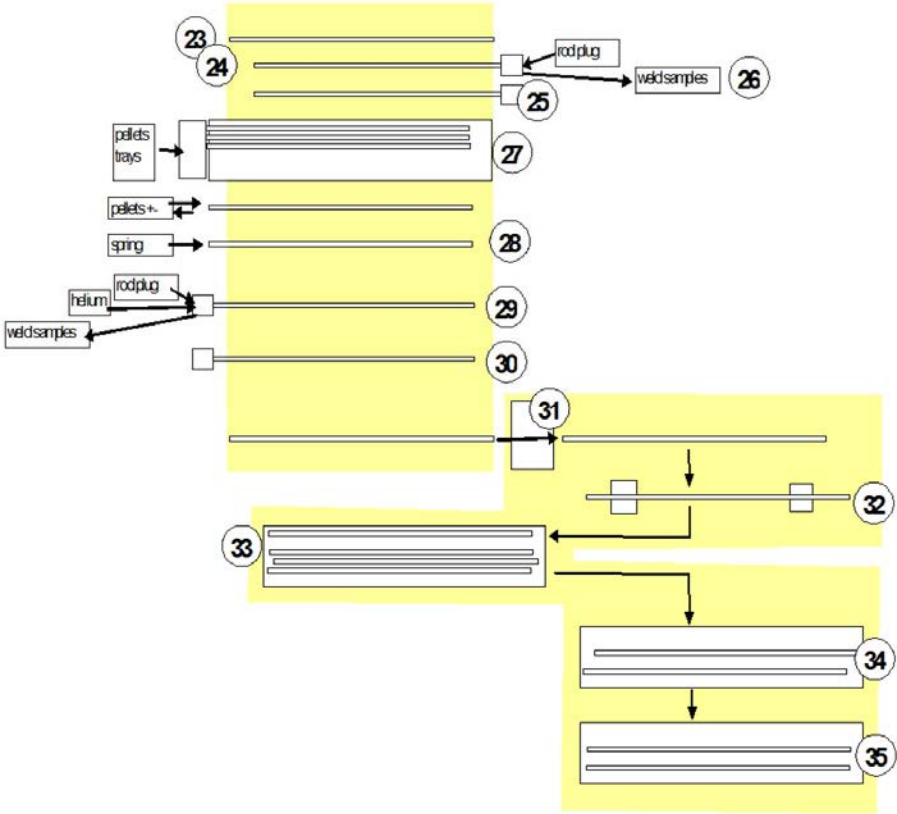 23
rod plug
24
weld samples
26
25
pellets
trays
27
pellets +-
28
spring
rod plug
helium
29
weld samples
30
31
32
33
34
35